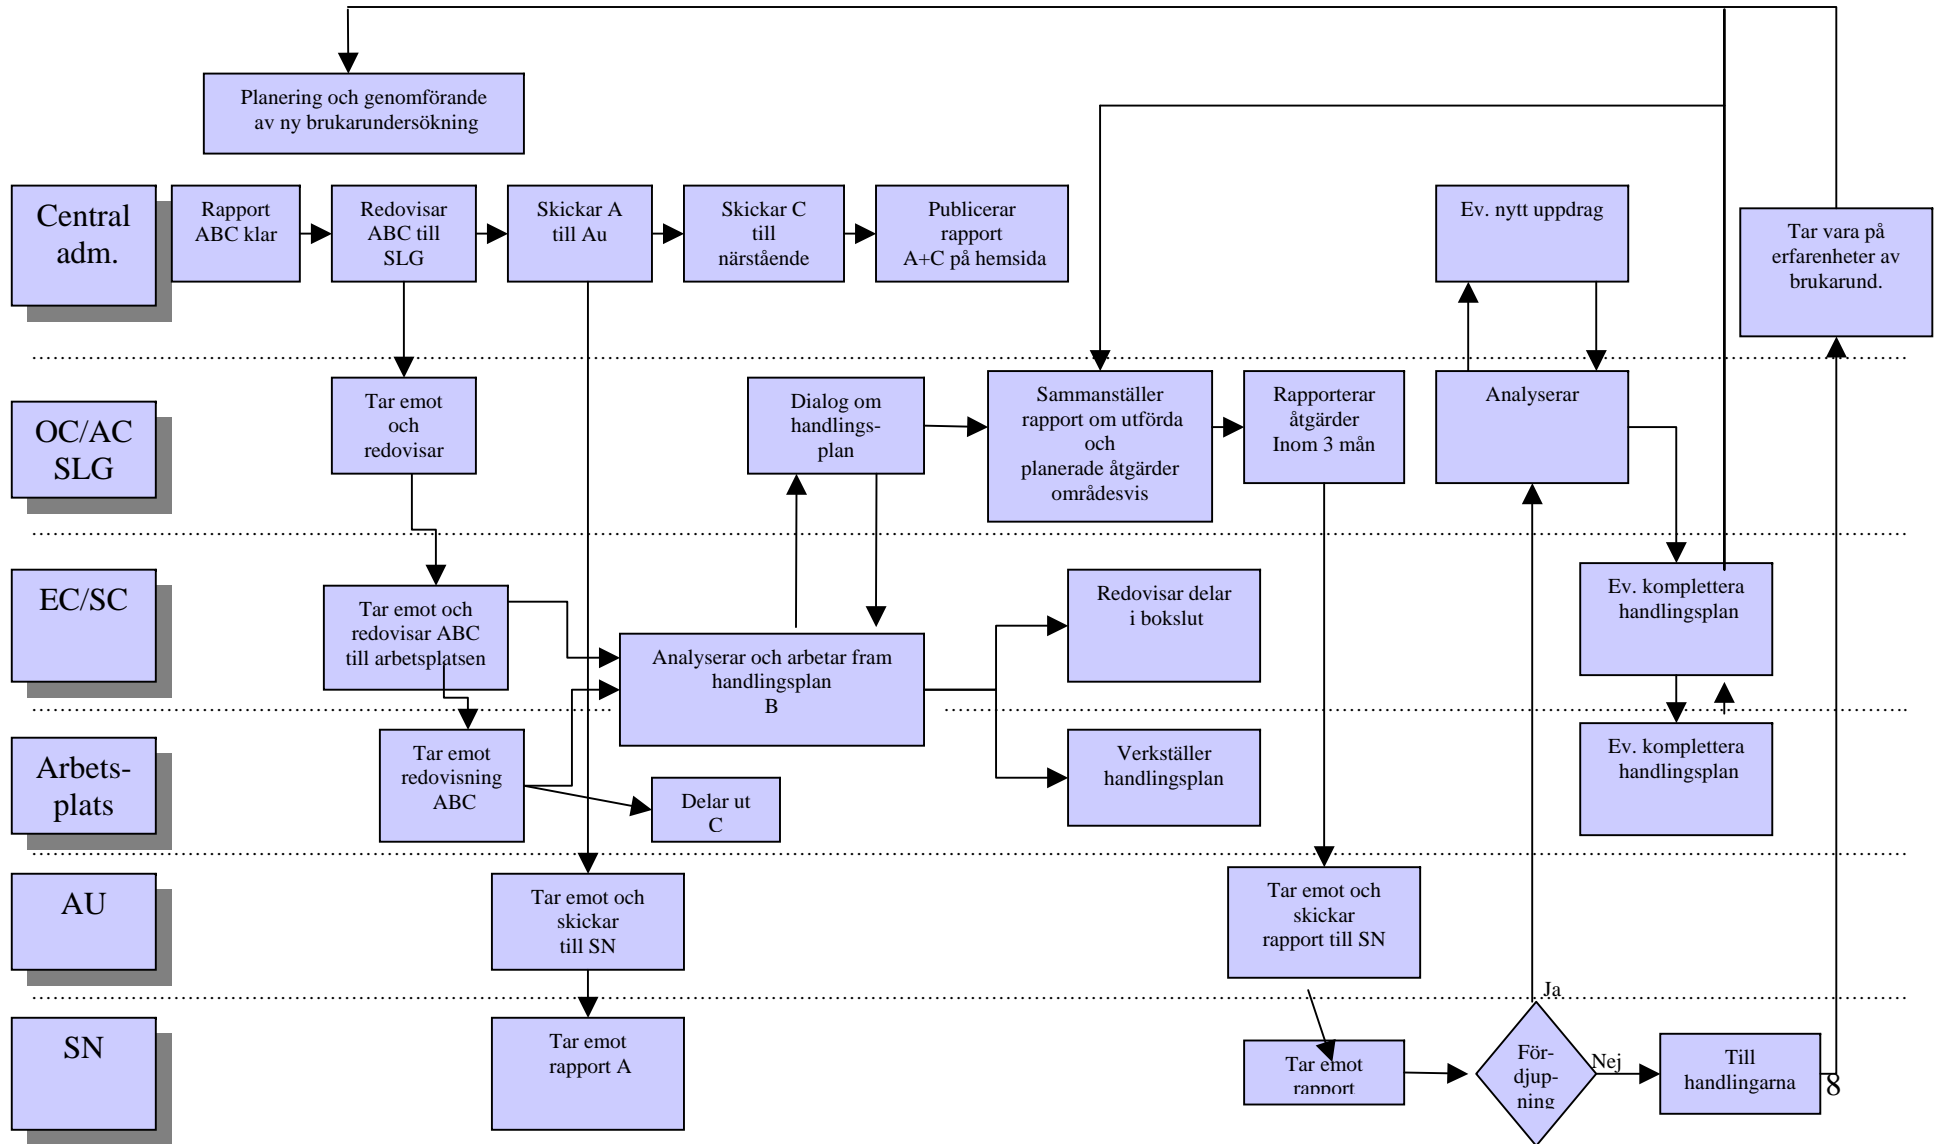 Planering och genomförande
av ny brukarundersökning
Central
adm.
Rapport
ABC klar
Redovisar
ABC till
SLG
Skickar A
till Au
Skickar C
till
närstående
Publicerar
rapport
A+C på hemsida
Ev. nytt uppdrag
Tar vara på
erfarenheter av
brukarund.
OC/AC
SLG
Tar emot
och
redovisar
Dialog om
handlings-
plan
Sammanställer
rapport om utförda
och
planerade åtgärder
områdesvis
Rapporterar
åtgärder
Inom 3 mån
Analyserar
EC/SC
Tar emot och
redovisar ABC
till arbetsplatsen
Analyserar och arbetar fram
handlingsplan
B
Redovisar delar
i bokslut
Ev. komplettera
handlingsplan
Arbets-
plats
Tar emot
redovisning
ABC
Delar ut
C
Verkställer
handlingsplan
Ev. komplettera
handlingsplan
AU
Tar emot och
skickar
till SN
Tar emot och
skickar
rapport till SN
SN
Tar emot
rapport A
Tar emot
rapport
Ja
För-
djup-
ning
Nej
Till
handlingarna
8